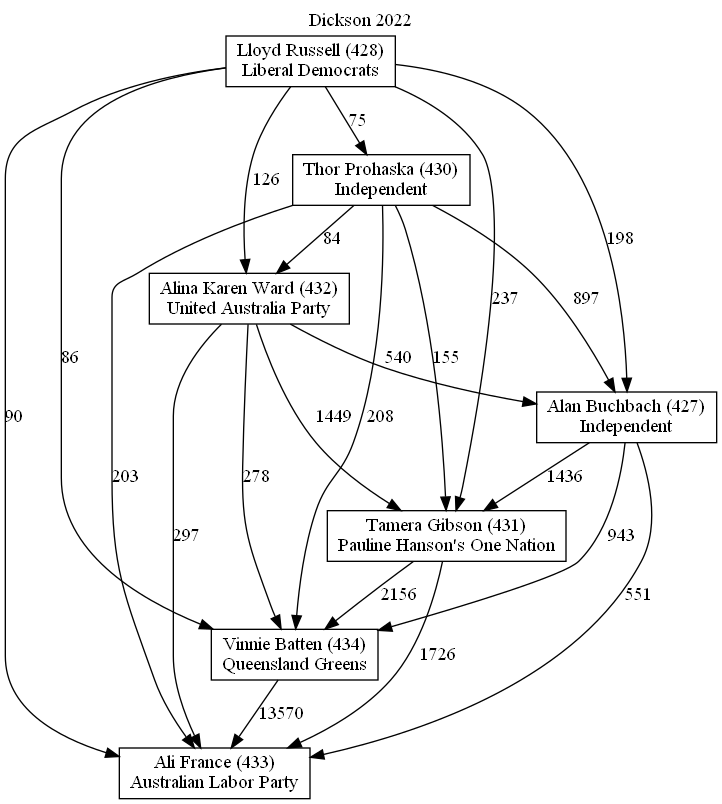 Dickson 2022
Lloyd Russell (428)
Liberal Democrats
75
Thor Prohaska (430)
Independent
126
84
198
Alina Karen Ward (432)
United Australia Party
237
897
90
86
540
155
Alan Buchbach (427)
Independent
1449
208
203
278
1436
297
Tamera Gibson (431)
Pauline Hanson's One Nation
943
2156
551
Vinnie Batten (434)
Queensland Greens
1726
13570
Ali France (433)
Australian Labor Party